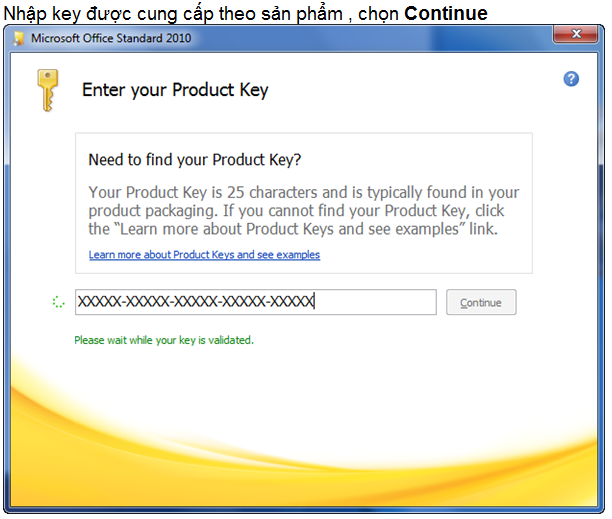 Nhập key được cung cấp theo sản phẩm , chọn Continue
Microsoft Office Standard 2010
Enter your Product Key
Need to find your Product Key?
Your Product Key is 25 characters and is typically found in your
product packaging. If you cannot find your Product Key, click
the “Learn more about Product Keys and see examples” link.
Learn more about Product Keys and see examples
XXXXX-XXXXX-XXXXX-XXXXX-XXXXX
Continue
Please wait while your key is validated.